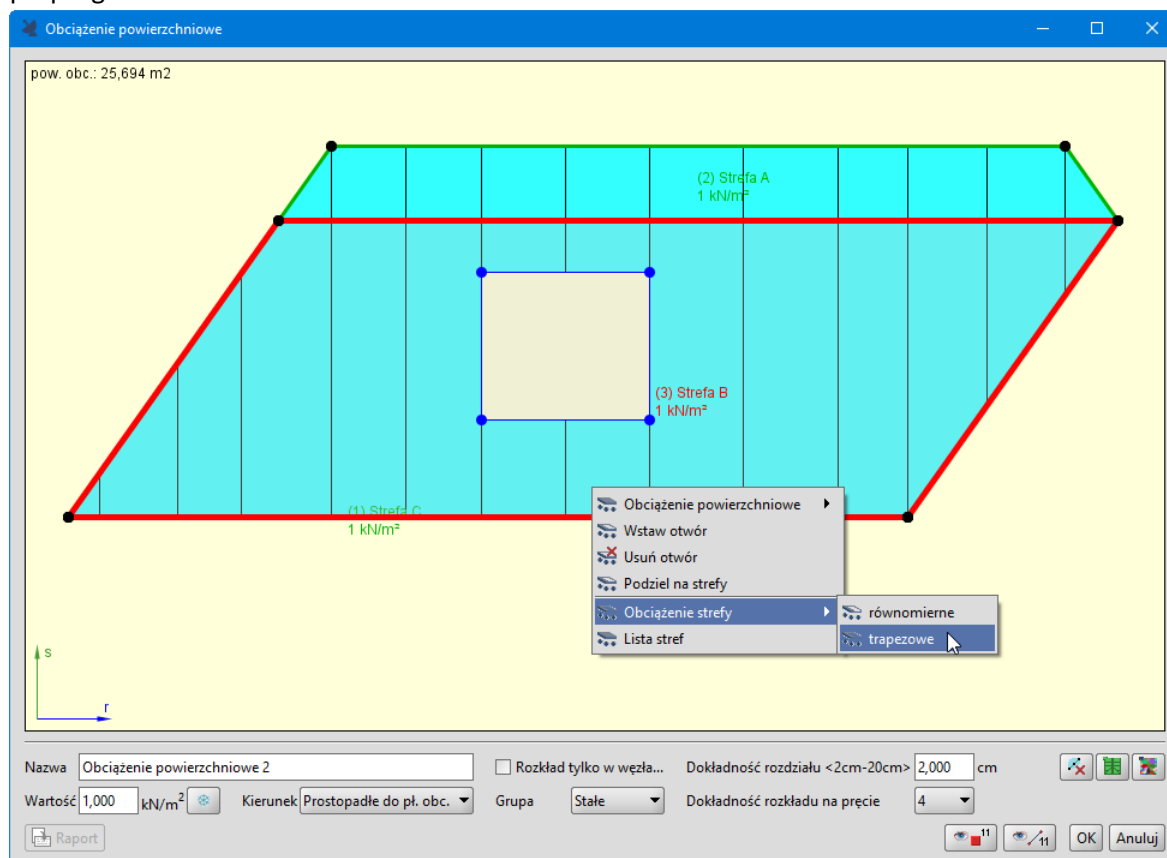 Obciążenie powierzchniowe
pow. obc.: 25,694 m2
(2) Strefa A
1 kN/m²
(3) Strefa B
1 kN/m²
(1) Strefa C
1 kN/m²
Obciążenie powierzchniowe
Wstaw otwór
Usuń otwór
Podziel na strefy
Obciążenie strefy
równomierne
Lista stref
trapezowe
s
r
Nazwa Obciążenie powierzchniowe 2 Rozkład tylko w węzła... Dokładność rozdziału <2cm-20cm> 2,000 cm
Wartość 1,000 kN/m² Kierunek Prostopadłe do pł. obc. Grupa Stałe Dokładność rozkładu na pręcie 4
Raport 11 11 OK Anuluj